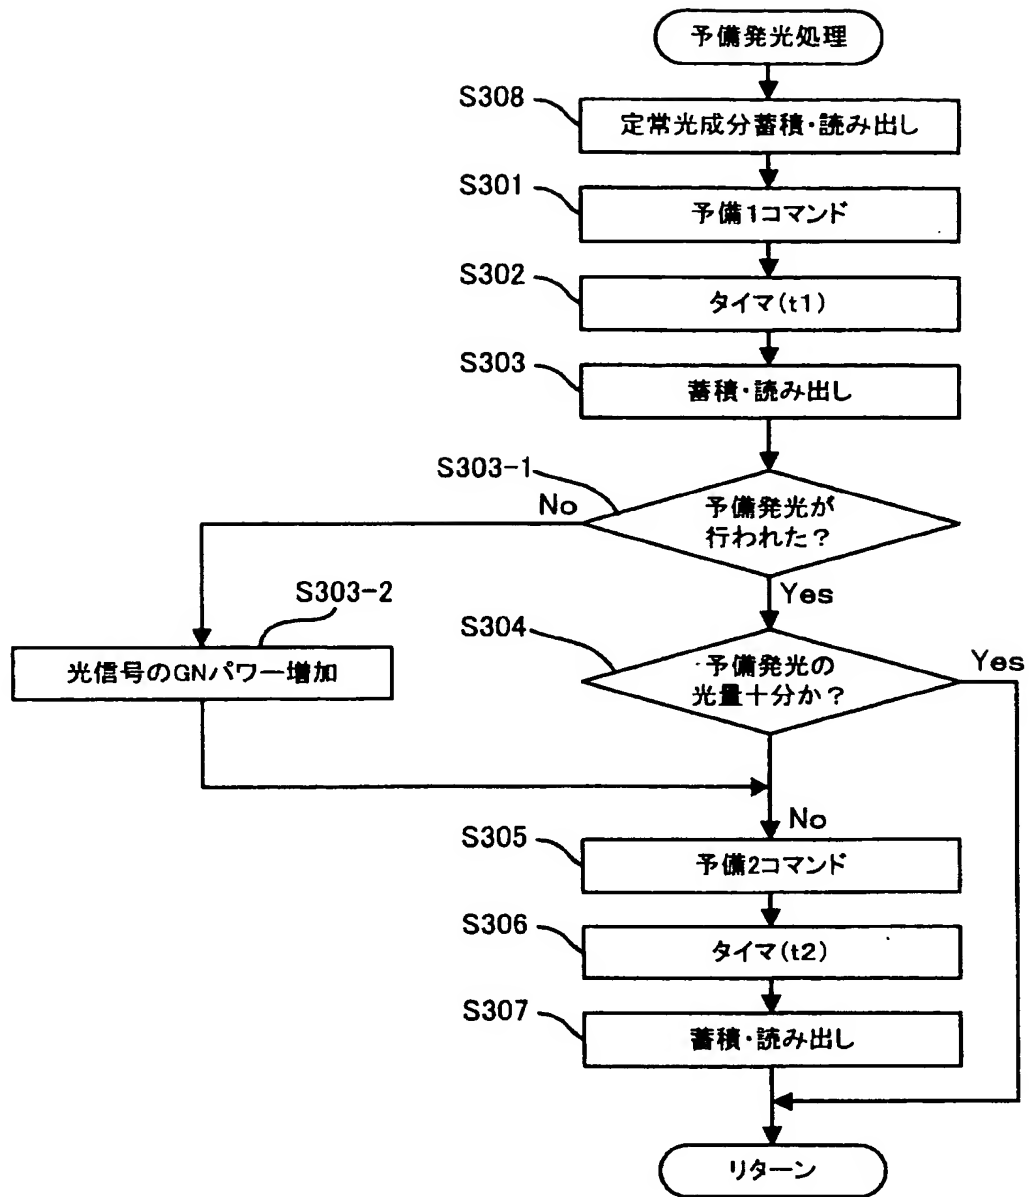 予備発光処理
S308
定常光成分蓄積・読み出し
S301
予備1コマンド
S302
タイマ(t1)
S303
蓄積・読み出し
S303-1
予備発光が
行われた？
No
Yes
S303-2
光信号のGNパワー増加
S304
予備発光の
光量十分か？
Yes
No
S305
予備2コマンド
S306
タイマ(t2)
S307
蓄積・読み出し
リターン